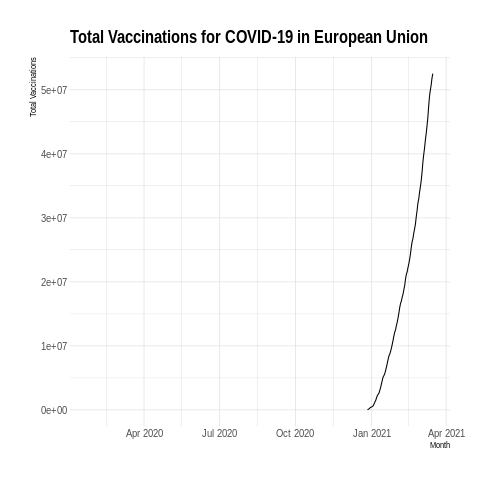 Total Vaccinations for COVID-19 in European Union
Total Vaccinations
5e+07
4e+07
3e+07
2e+07
1e+07
0e+00
Apr 2020 Jul 2020 Oct 2020 Jan 2021 Apr 2021
Month